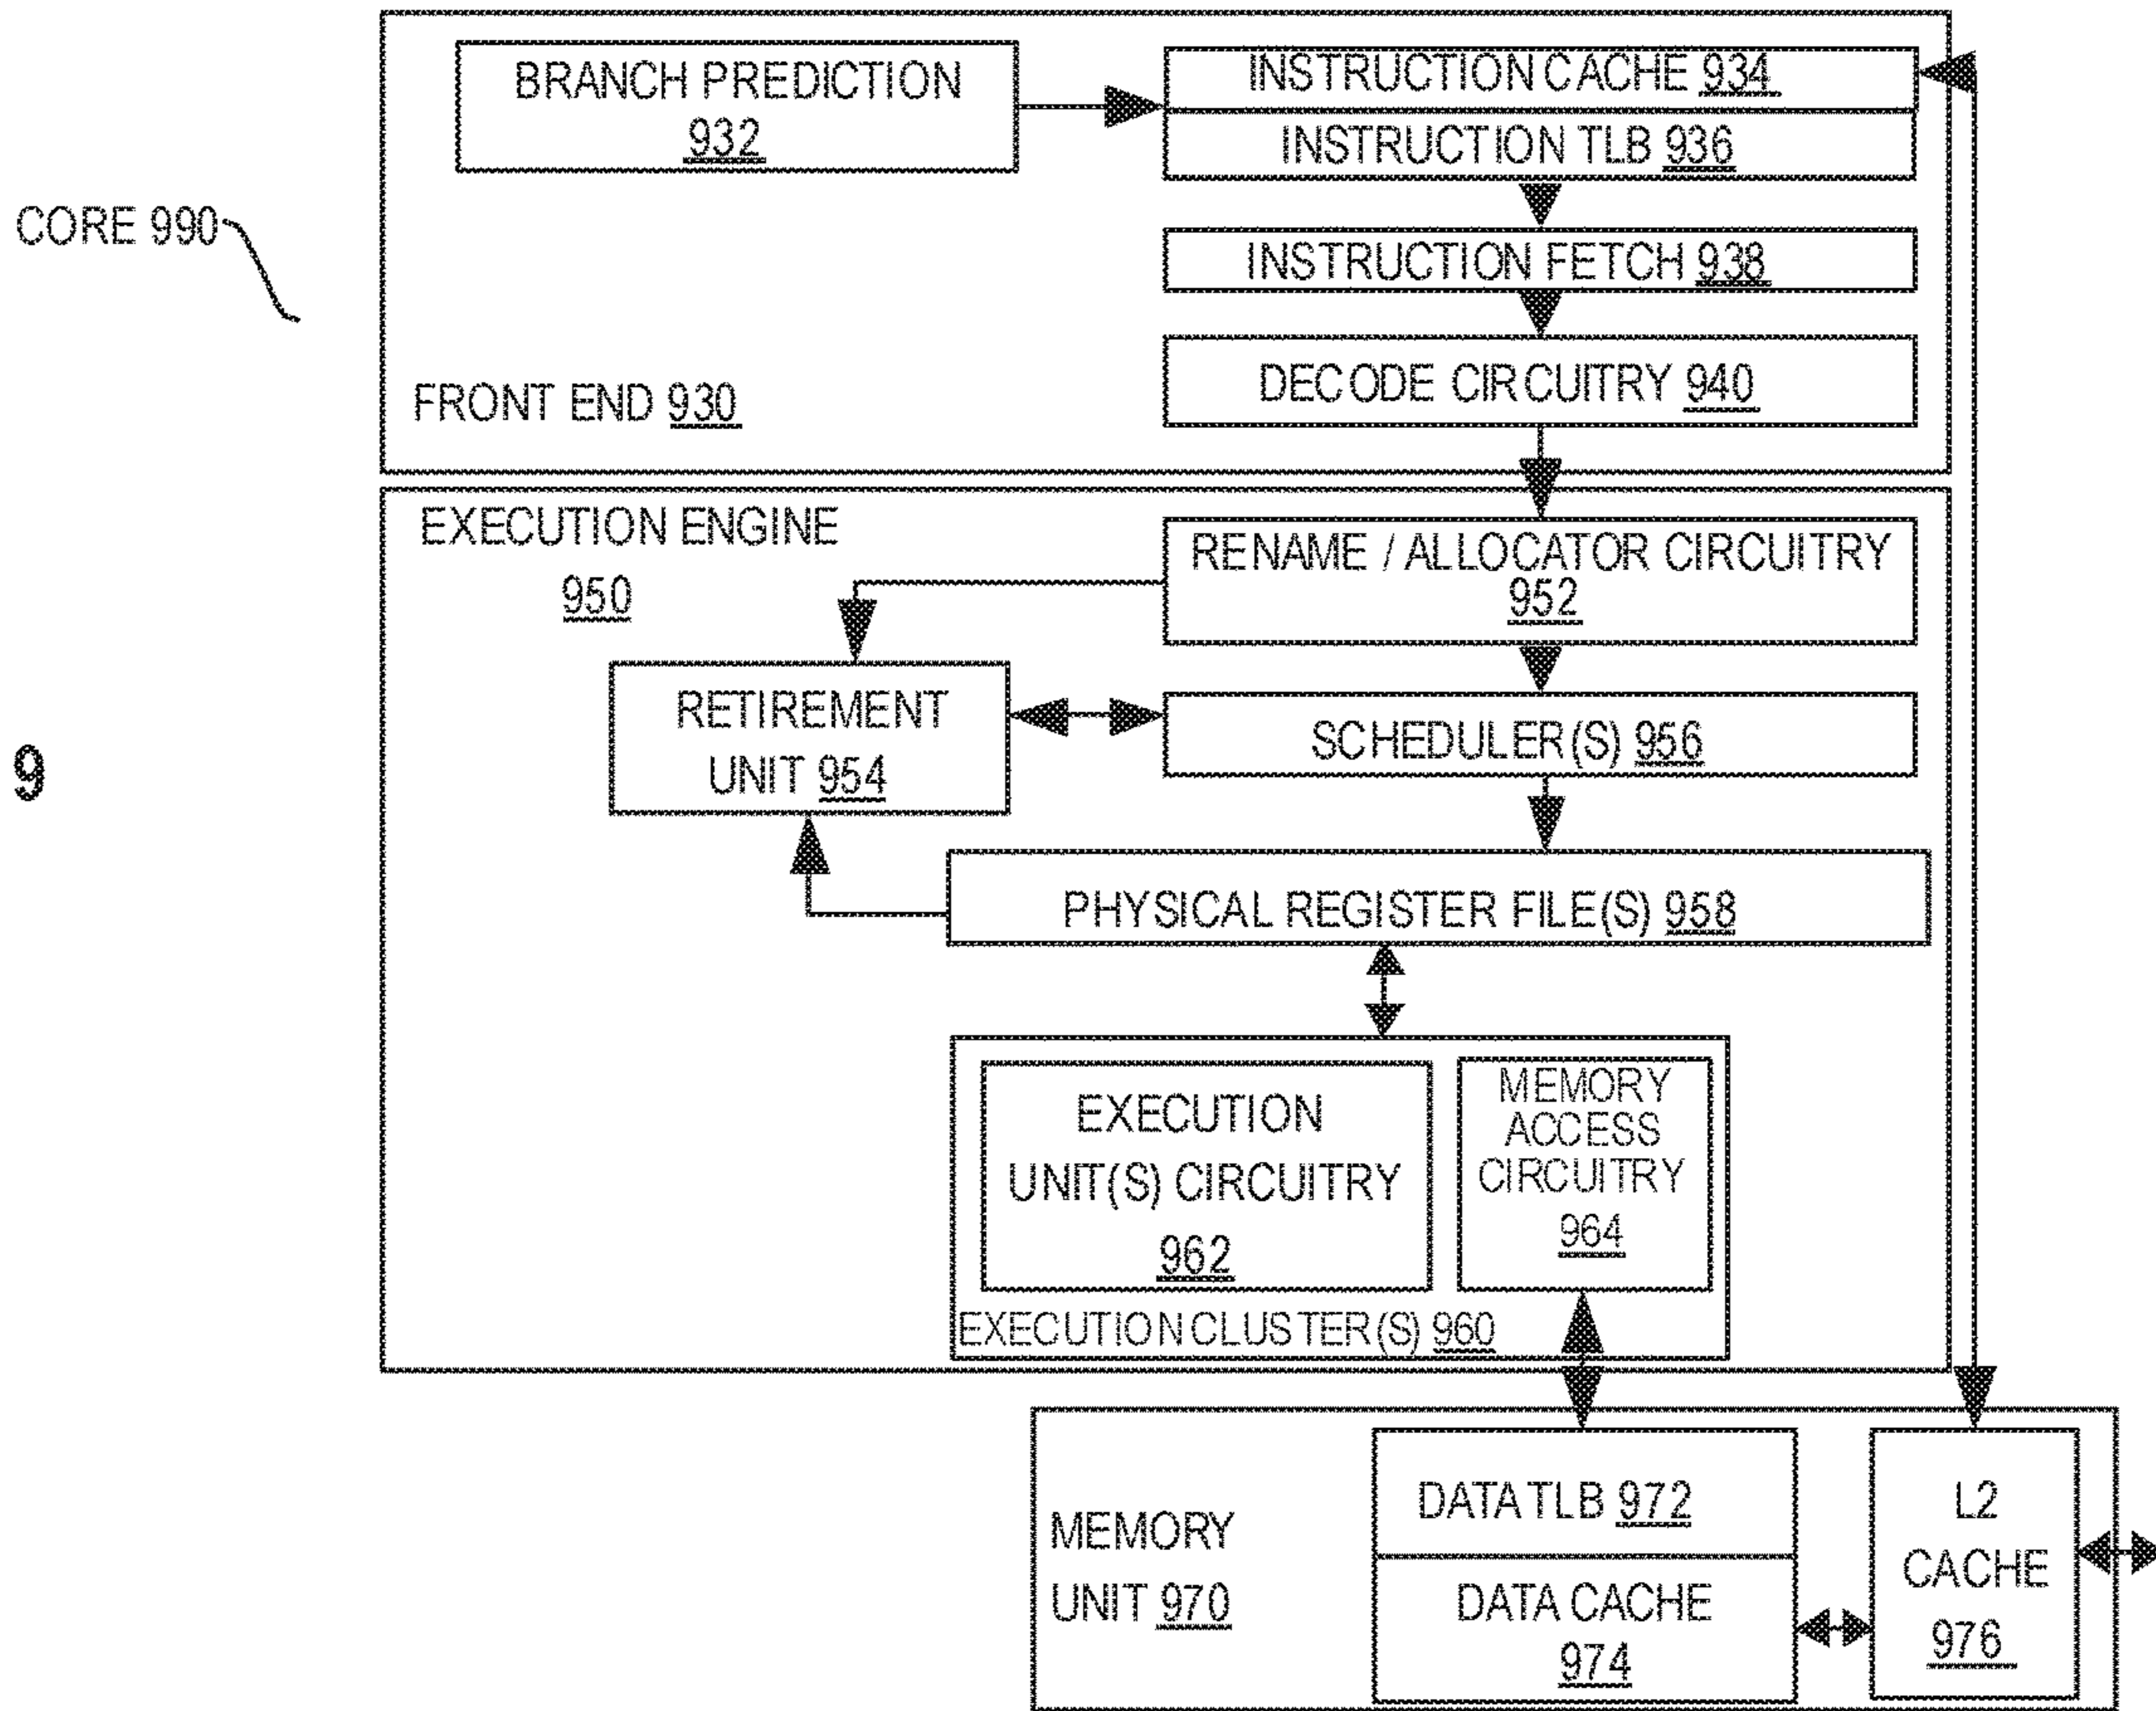 BRANCH PREDICTION
932
INSTRUCTION CACHE 934
INSTRUCTION TLB 936
CORE 990
INSTRUCTION FETCH 938
DECODE CIRCUITRY 940
FRONT END 930
EXECUTION ENGINE
950
RENAME / ALLOCATOR CIRCUITRY
952
RETIREMENT
UNIT 954
SCHEDULER(S) 956
9
PHYSICAL REGISTER FILE(S) 958
EXECUTION
UNIT(S) CIRCUITRY
962
MEMORY
ACCESS
CIRCUITRY
964
EXECUTION CLUSTER(S) 960
MEMORY
UNIT 970
DATA TLB 972
DATA CACHE
974
L2
CACHE
976